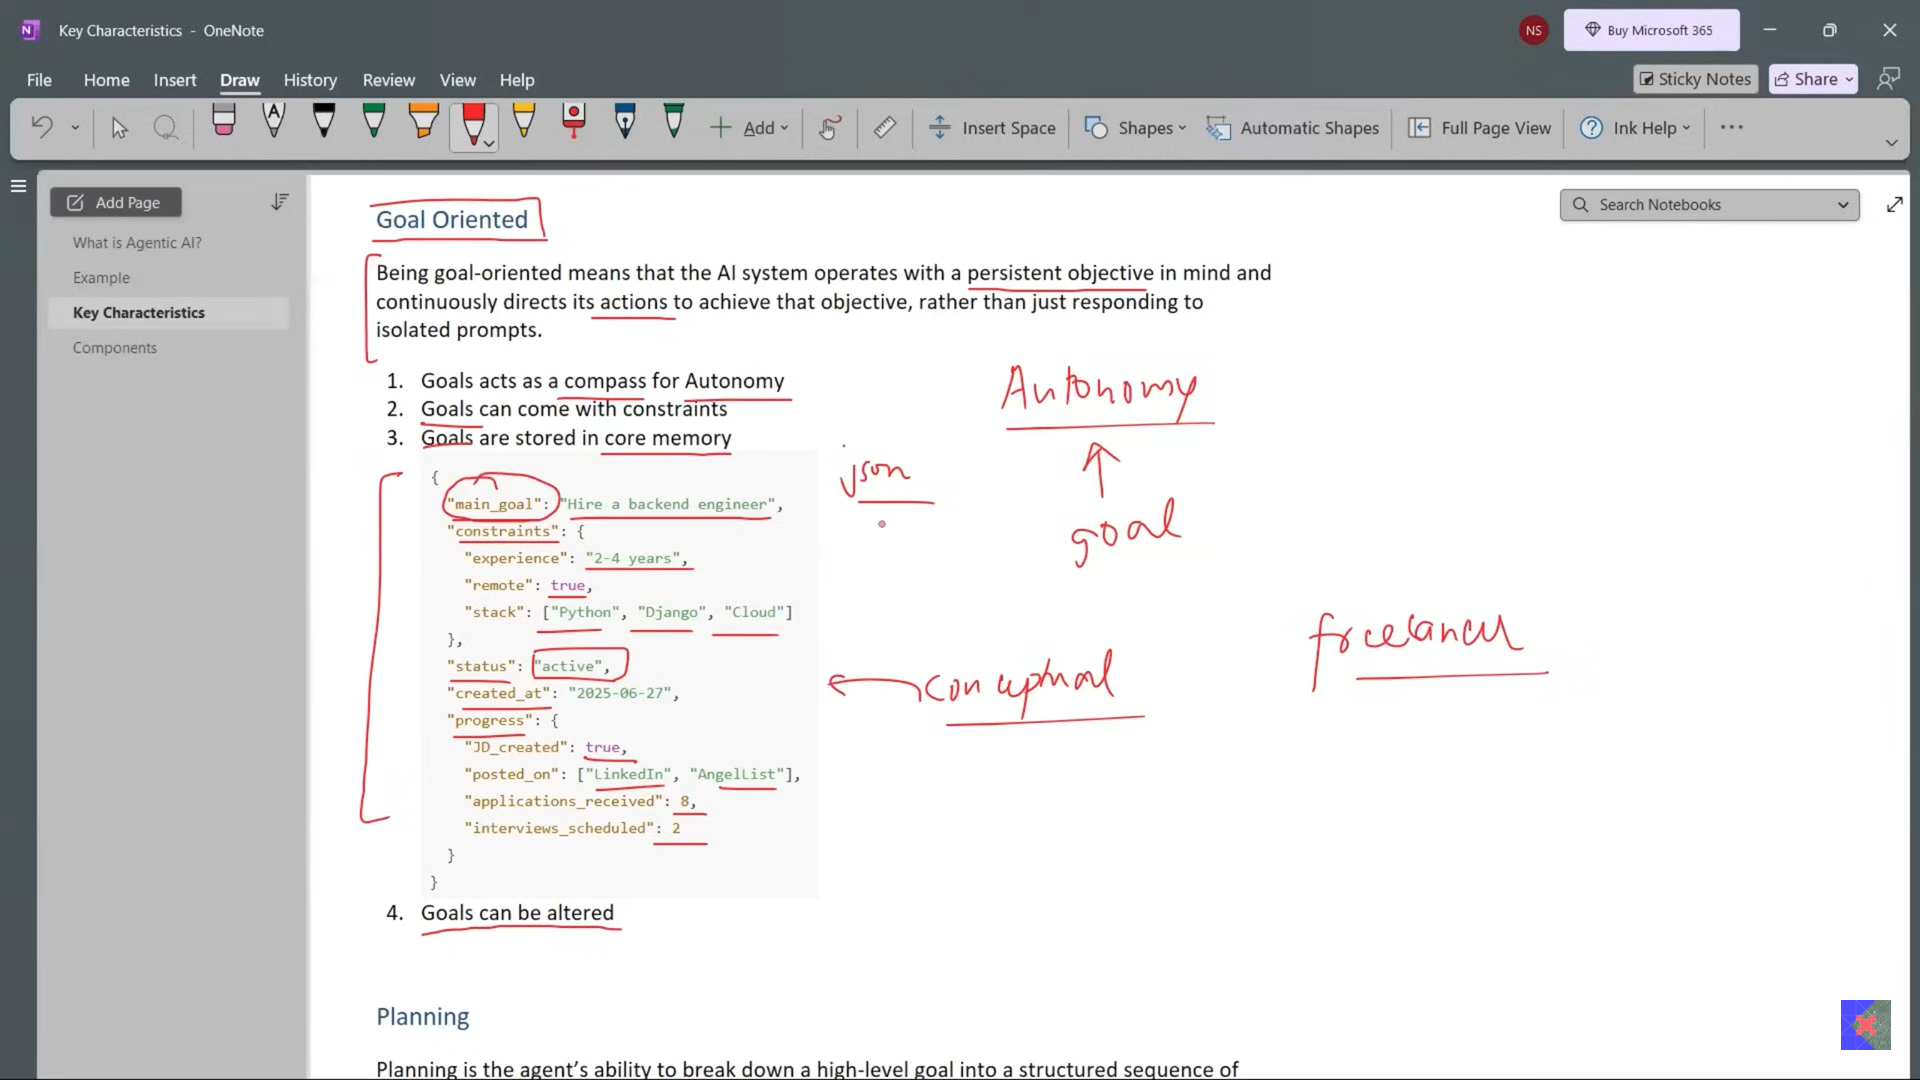 Key Characteristics - OneNote
NS
Buy Microsoft 365
File Home Insert Draw History Review View Help
Sticky Notes
Share
A
Add
Insert Space
Shapes
Automatic Shapes
Full Page View
Ink Help
Add Page
Search Notebooks
What is Agentic AI?
Example
Key Characteristics
Components
Goal Oriented
Being goal-oriented means that the AI system operates with a persistent objective in mind and
continuously directs its actions to achieve that objective, rather than just responding to
isolated prompts.
1. Goals acts as a compass for Autonomy
2. Goals can come with constraints
3. Goals are stored in core memory
{
"main_goal": "Hire a backend engineer",
"constraints": {
"experience": "2-4 years",
"remote": true,
"stack": ["Python", "Django", "Cloud"]
},
"status": "active",
"created_at": "2025-06-27",
"progress": {
"JD_created": true,
"posted_on": ["LinkedIn", "AngelList"],
"applications_received": 8,
"interviews_scheduled": 2
}
}
4. Goals can be altered
json
Autonomy
goal
conceptual
freelancer
Planning
Planning is the agent's ability to break down a high-level goal into a structured sequence of